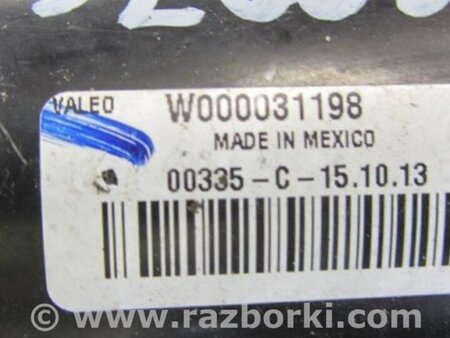 VALEO W000031198
MADE IN MEXICO
00335-C-15.10.13
© www.razborki.com